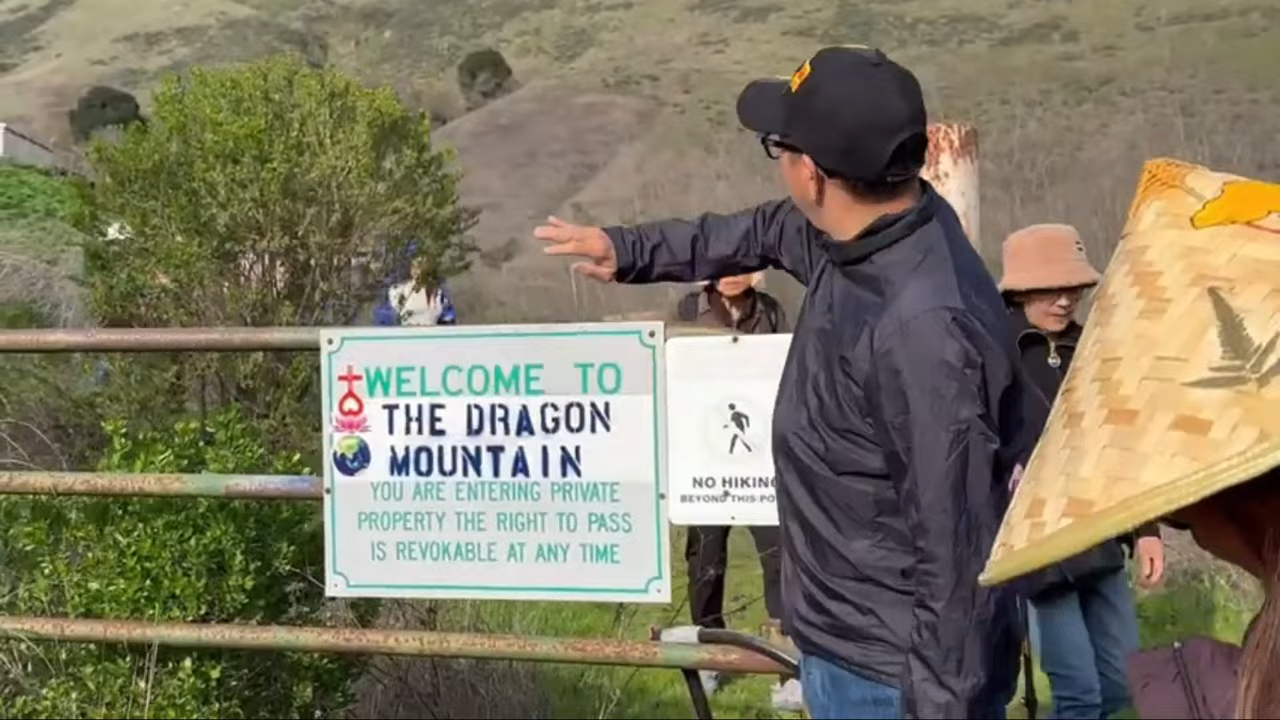 WELCOME TO
THE DRAGON
MOUNTAIN
YOU ARE ENTERING PRIVATE
PROPERTY THE RIGHT TO PASS
IS REVOKABLE AT ANY TIME
NO HIKING
BEYOND THIS